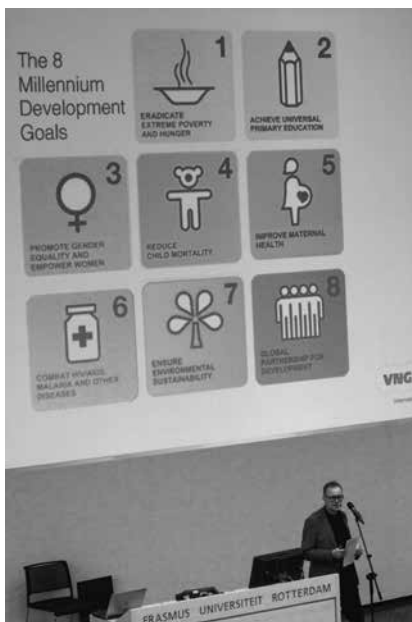 The 8
Millennium
Development
Goals
1
ERADICATE
EXTREME POVERTY
AND HUNGER
2
ACHIEVE UNIVERSAL
PRIMARY EDUCATION
3
PROMOTE GENDER
EQUALITY AND
EMPOWER WOMEN
4
REDUCE
CHILD MORTALITY
5
IMPROVE MATERNAL
HEALTH
6
COMBAT HIV/AIDS,
MALARIA AND OTHER
DISEASES
7
ENSURE
ENVIRONMENTAL
SUSTAINABILITY
8
GLOBAL
PARTNERSHIP FOR
DEVELOPMENT
VNG
ERASMUS UNIVERSITEIT ROTTERDAM